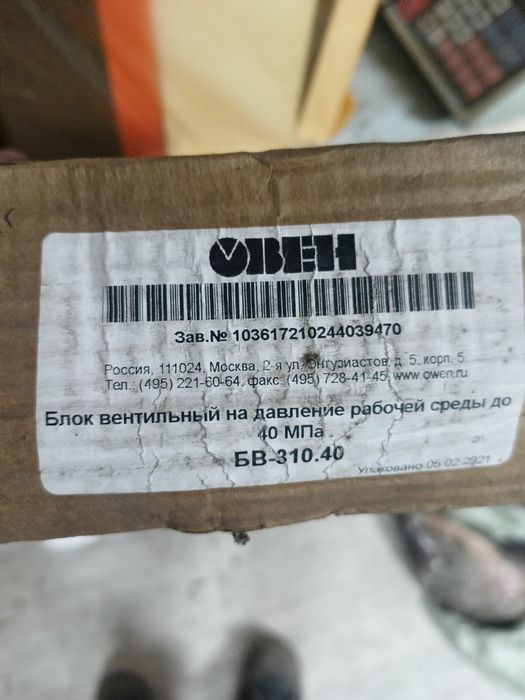 ОВЕН
Зав.№ 103617210244039470
Россия, 111024, Москва, 2-я ул. Энтузиастов, д. 5, корп. 5
Тел.: (495) 221-60-64, факс: (495) 728-41-45, www.owen.ru
Блок вентильный на давление рабочей среды до
40 МПа
БВ-310.40
Упаковано 05 02 2021